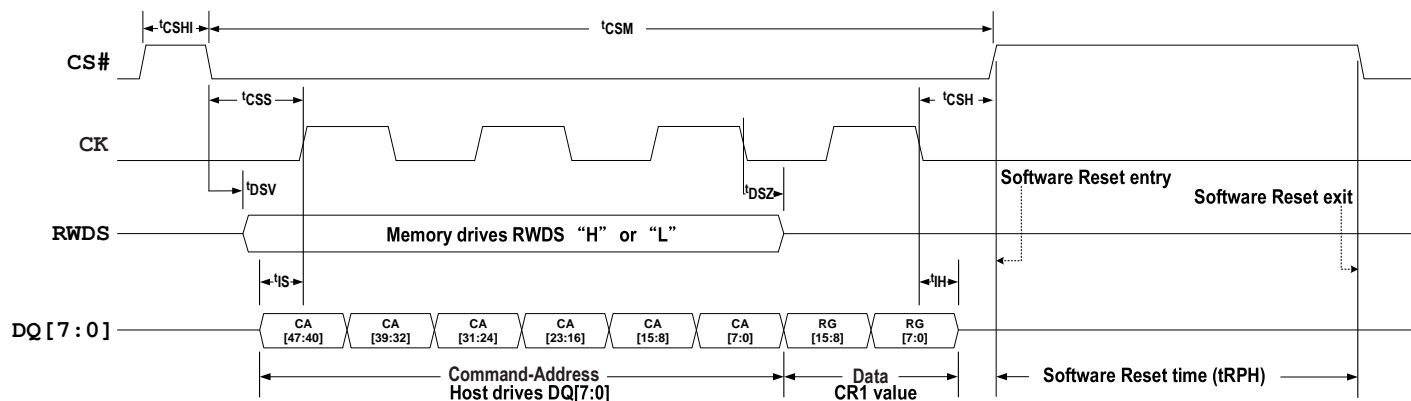 tCSHI
tCSM
CS#
tCSS
tCSH
CK
tDSV
tDSZ
Software Reset entry
Software Reset exit
RWDS
Memory drives RWDS “H” or “L”
tIS
tIH
DQ[7:0]
CA [47:40]
CA [39:32]
CA [31:24]
CA [23:16]
CA [15:8]
CA [7:0]
RG [15:8]
RG [7:0]
Command-Address
Host drives DQ[7:0]
Data
CR1 value
Software Reset time (tRPH)